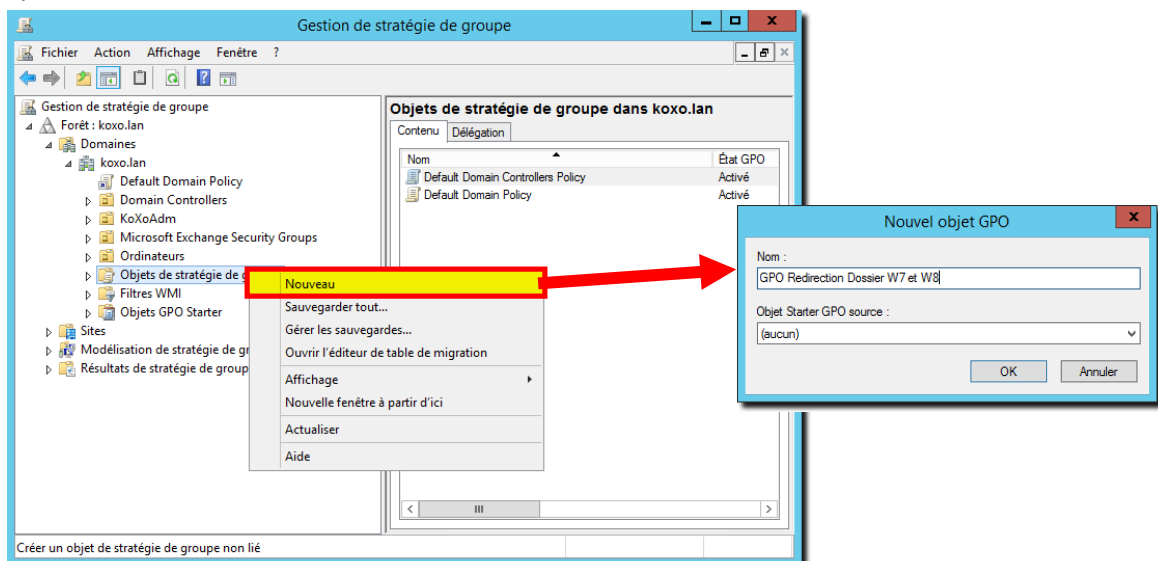 Gestion de stratégie de groupe
Fichier Action Affichage Fenêtre ?
Gestion de stratégie de groupe
Forêt : koxo.lan
Domaines
koxo.lan
Default Domain Policy
Domain Controllers
KoXoAdm
Microsoft Exchange Security Groups
Ordinateurs
Objets de stratégie de g
Filtres WMI
Objets GPO Starter
Sites
Modélisation de stratégie de gr
Résultats de stratégie de group
Nouveau
Sauvegarder tout...
Gérer les sauvegardes...
Ouvrir l'éditeur de table de migration
Affichage
Nouvelle fenêtre à partir d'ici
Actualiser
Aide
Objets de stratégie de groupe dans koxo.lan
Contenu Délégation
Nom État GPO
Default Domain Controllers Policy Activé
Default Domain Policy Activé
Nouvel objet GPO
Nom :
GPO Redirection Dossier W7 et W8
Objet Starter GPO source :
(aucun)
OK Annuler
Créer un objet de stratégie de groupe non lié